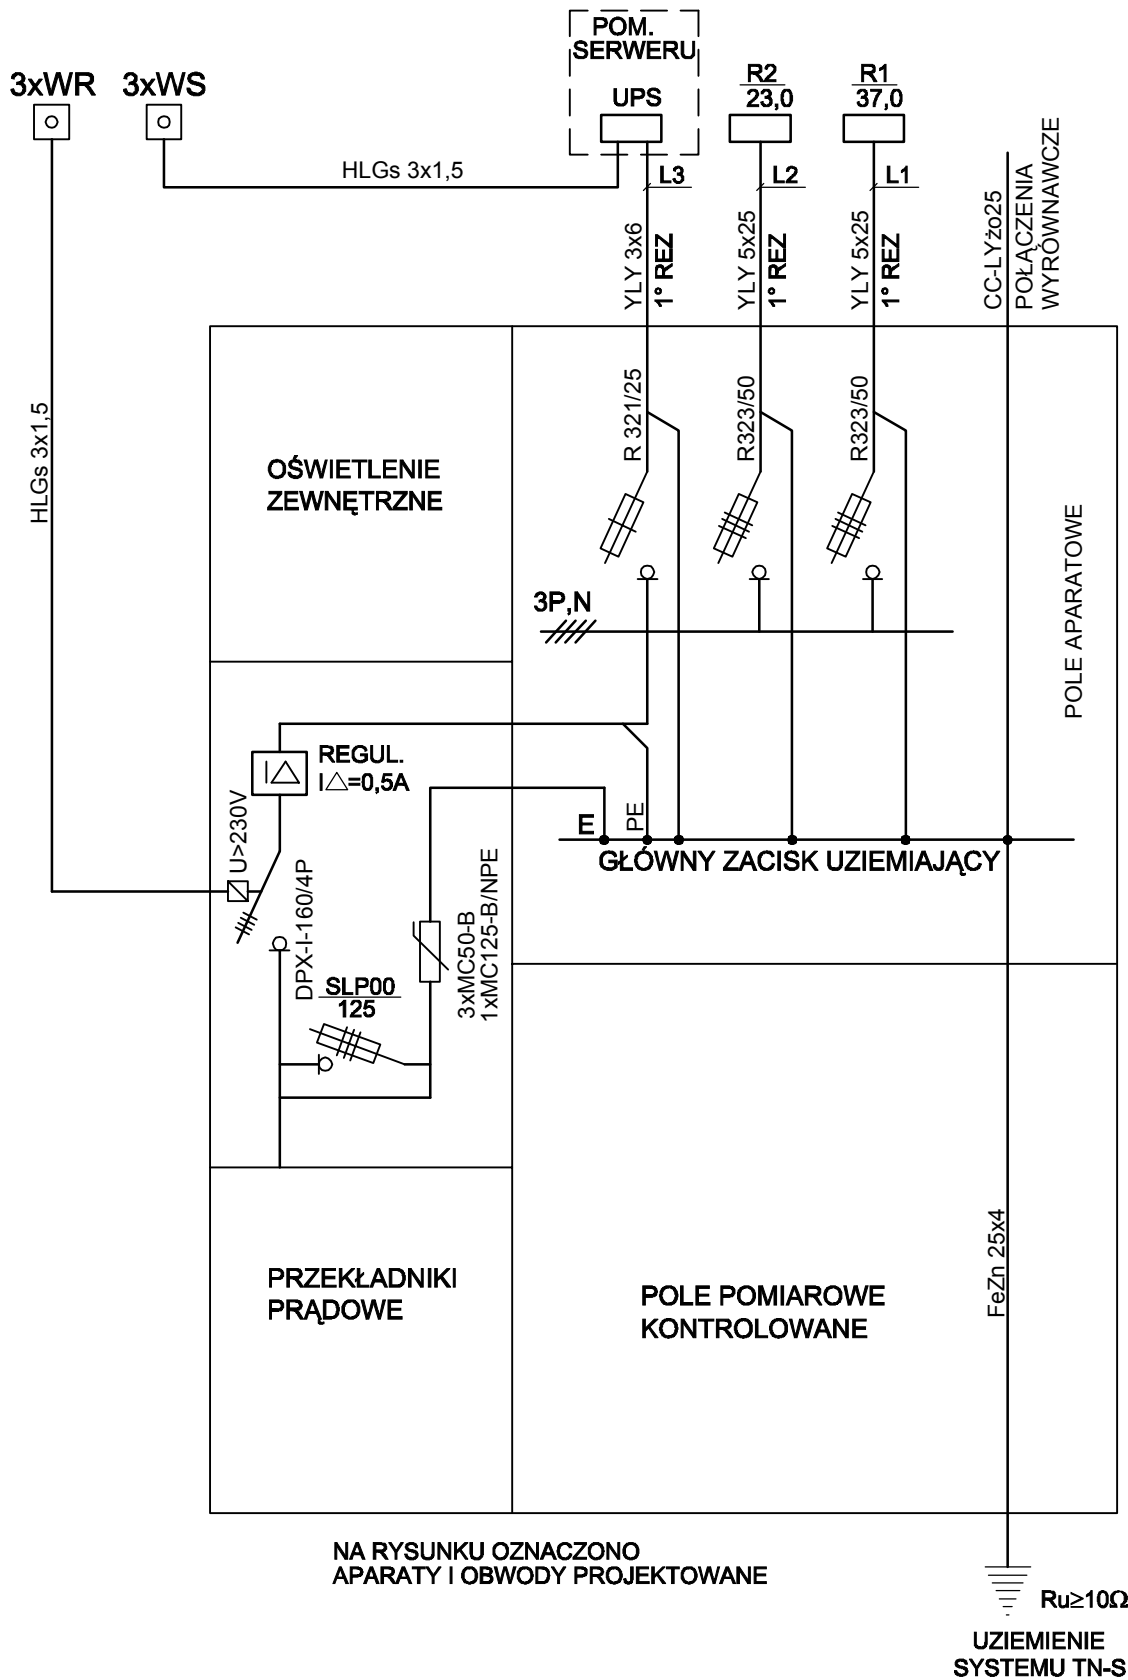 POM.
SERWERU
3xWR
3xWS
UPS
R2
23,0
R1
37,0
HLGs 3x1,5
L3
L2
L1
YLY 3x6
1° REZ
YLY 5x25
1° REZ
YLY 5x25
1° REZ
CC-LYżo25
POŁĄCZENIA
WYRÓWNAWCZE
HLGs 3x1,5
OŚWIETLENIE
ZEWNĘTRZNE
R 321/25
R323/50
R323/50
POLE APARATOWE
3P,N
REGUL.
I△=0,5A
I△
U>230V
E
PE
GŁÓWNY ZACISK UZIEMIAJĄCY
DPX-I-160/4P
3xMC50-B
1xMC125-B/NPE
SLP00
125
PRZEKŁADNIKI
PRĄDOWE
POLE POMIAROWE
KONTROLOWANE
FeZn 25x4
NA RYSUNKU OZNACZONO
APARATY I OBWODY PROJEKTOWANE
Ru≥10Ω
UZIEMIENIE
SYSTEMU TN-S